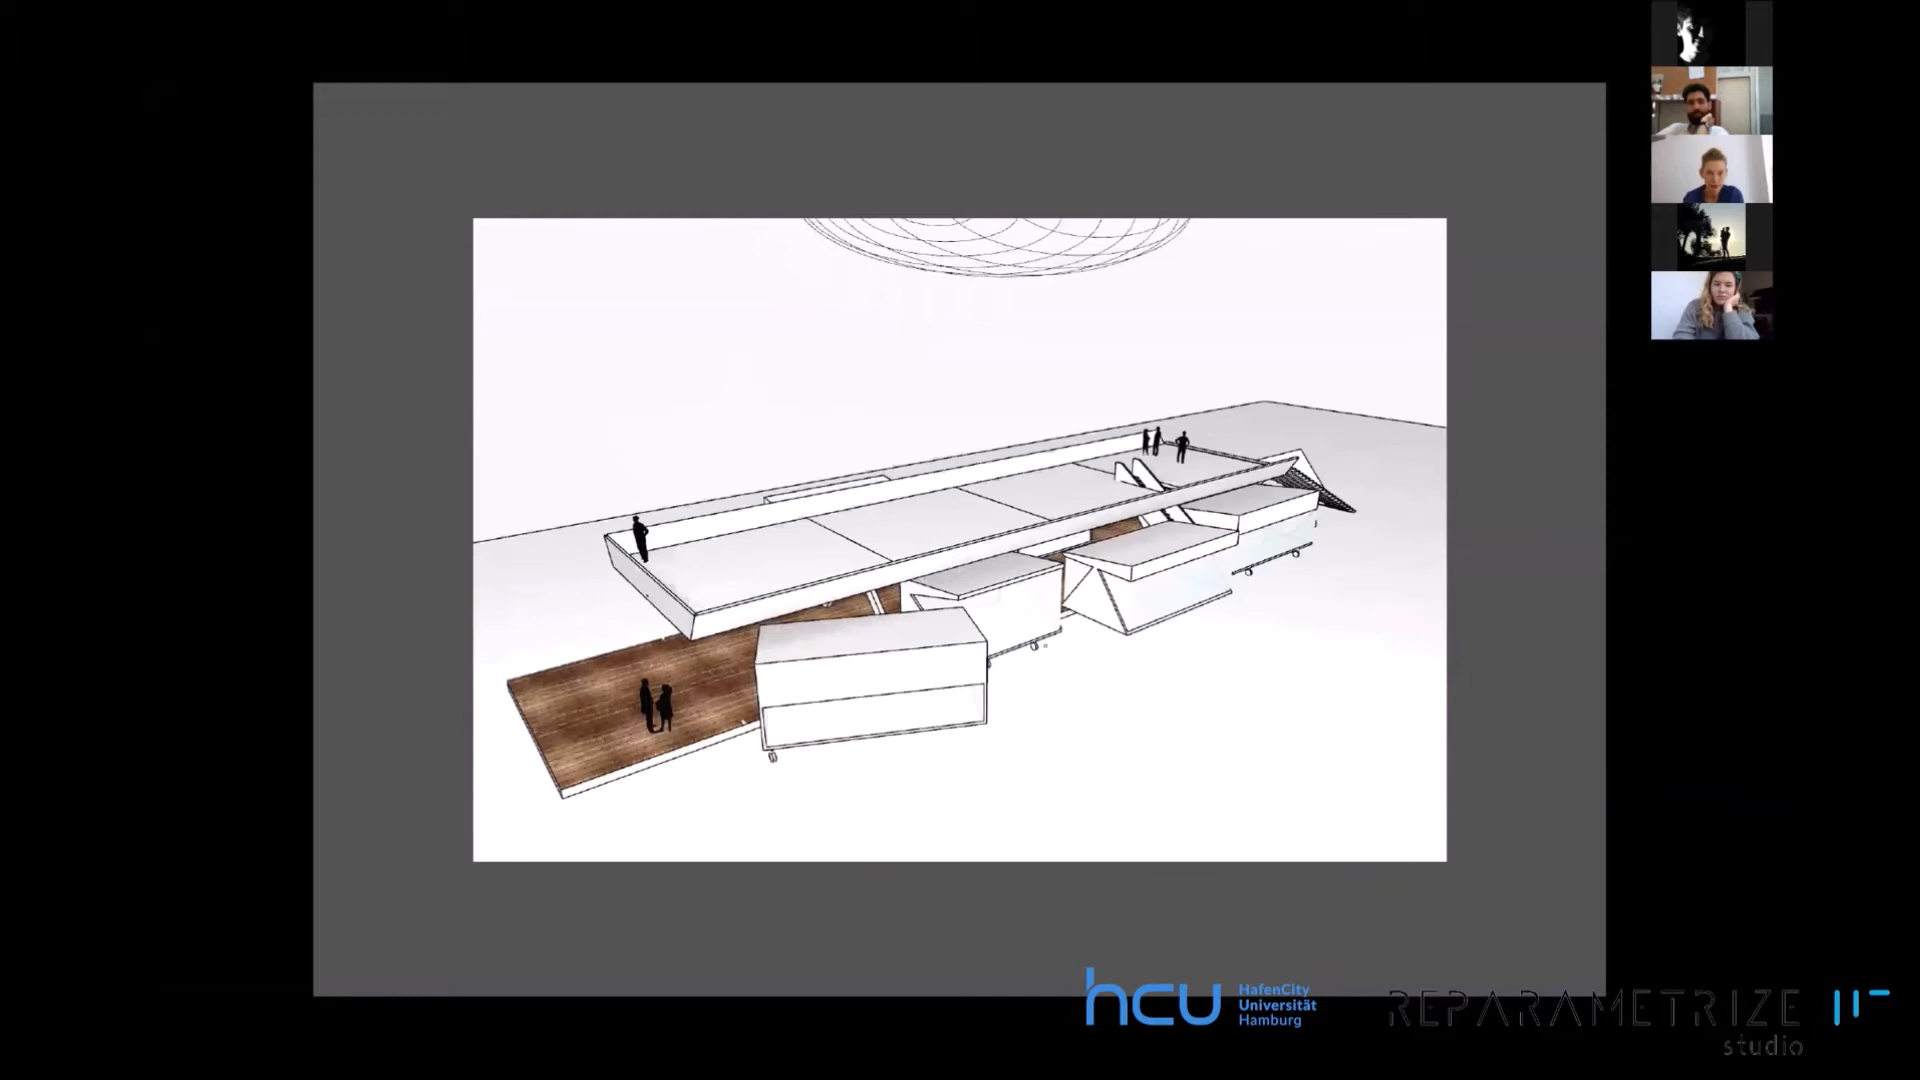 hcu
HafenCity
Universität
Hamburg
REPARAMETRIZE
studio